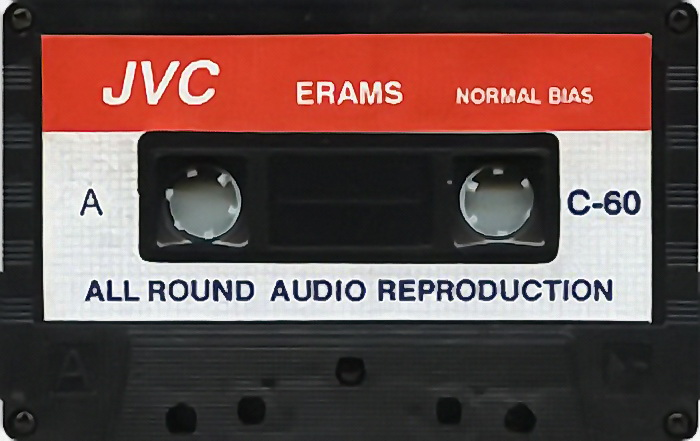 JVC ERAMS NORMAL BIAS
A C-60
ALL ROUND AUDIO REPRODUCTION
A